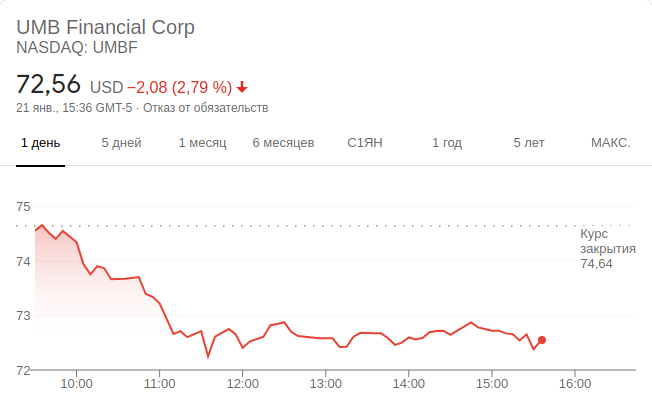 UMB Financial Corp
NASDAQ: UMBF
72,56 USD −2,08 (2,79 %)
21 янв., 15:36 GMT-5 · Отказ от обязательств
1 день 5 дней 1 месяц 6 месяцев С1ЯН 1 год 5 лет МАКС.
75
Курс
закрытия
74,64
74
73
72
10:00 11:00 12:00 13:00 14:00 15:00 16:00